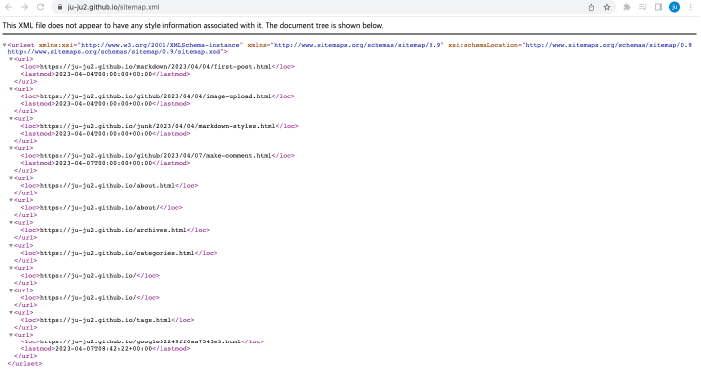 ju-ju2.github.io/sitemap.xml
ju
This XML file does not appear to have any style information associated with it. The document tree is shown below.
▼<urlset xmlns:xsi="http://www.w3.org/2001/XMLSchema-instance" xmlns="http://www.sitemaps.org/schemas/sitemap/0.9" xsi:schemaLocation="http://www.sitemaps.org/schemas/sitemap/0.9
http://www.sitemaps.org/schemas/sitemap/0.9/sitemap.xsd">
▼<url>
<loc>https://ju-ju2.github.io/markdown/2023/04/04/first-post.html</loc>
<lastmod>2023-04-04T00:00:00+00:00</lastmod>
</url>
▼<url>
<loc>https://ju-ju2.github.io/github/2023/04/04/image-upload.html</loc>
<lastmod>2023-04-04T00:00:00+00:00</lastmod>
</url>
▼<url>
<loc>https://ju-ju2.github.io/junk/2023/04/04/markdown-styles.html</loc>
<lastmod>2023-04-04T00:00:00+00:00</lastmod>
</url>
▼<url>
<loc>https://ju-ju2.github.io/github/2023/04/07/make-comment.html</loc>
<lastmod>2023-04-07T00:00:00+00:00</lastmod>
</url>
▼<url>
<loc>https://ju-ju2.github.io/about.html</loc>
</url>
▼<url>
<loc>https://ju-ju2.github.io/about/</loc>
</url>
▼<url>
<loc>https://ju-ju2.github.io/archives.html</loc>
</url>
▼<url>
<loc>https://ju-ju2.github.io/categories.html</loc>
</url>
▼<url>
<loc>https://ju-ju2.github.io/</loc>
</url>
▼<url>
<loc>https://ju-ju2.github.io/</loc>
</url>
▼<url>
<loc>https://ju-ju2.github.io/tags.html</loc>
</url>
▼<url>
<lastmod>2023-04-07T08:42:22+00:00</lastmod>
</url>
</urlset>